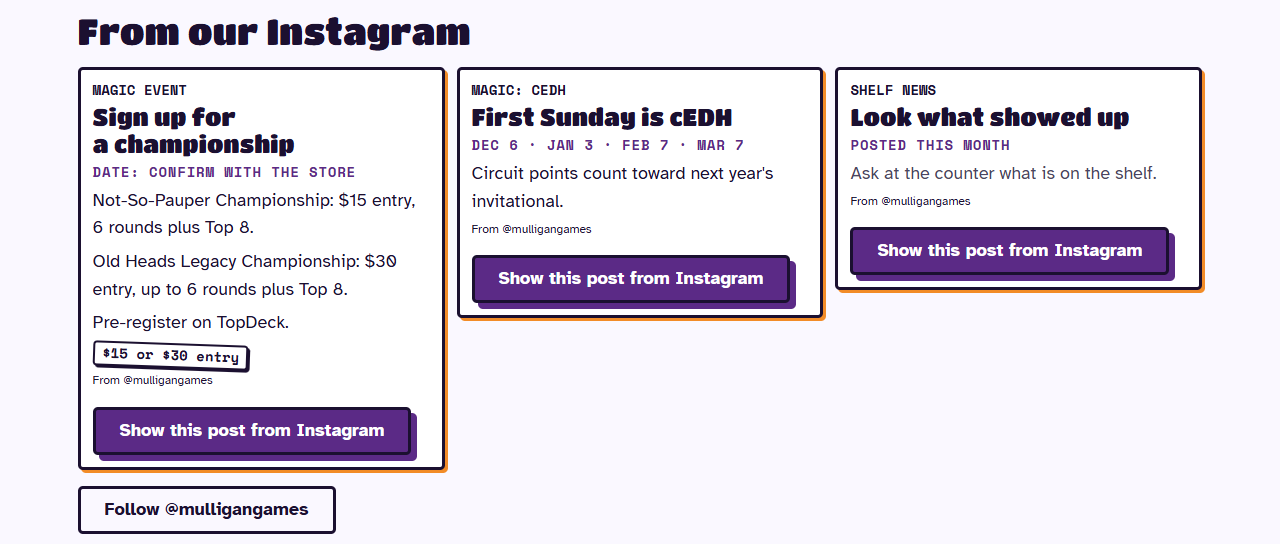 From our Instagram
MAGIC EVENT
Sign up for
a championship
DATE: CONFIRM WITH THE STORE
Not-So-Pauper Championship: $15 entry,
6 rounds plus Top 8.
Old Heads Legacy Championship: $30
entry, up to 6 rounds plus Top 8.
Pre-register on TopDeck.
$15 or $30 entry
From @mulligangames
Show this post from Instagram
MAGIC: CEDH
First Sunday is cEDH
DEC 6 · JAN 3 · FEB 7 · MAR 7
Circuit points count toward next year's
invitational.
From @mulligangames
Show this post from Instagram
SHELF NEWS
Look what showed up
POSTED THIS MONTH
Ask at the counter what is on the shelf.
From @mulligangames
Show this post from Instagram
Follow @mulligangames